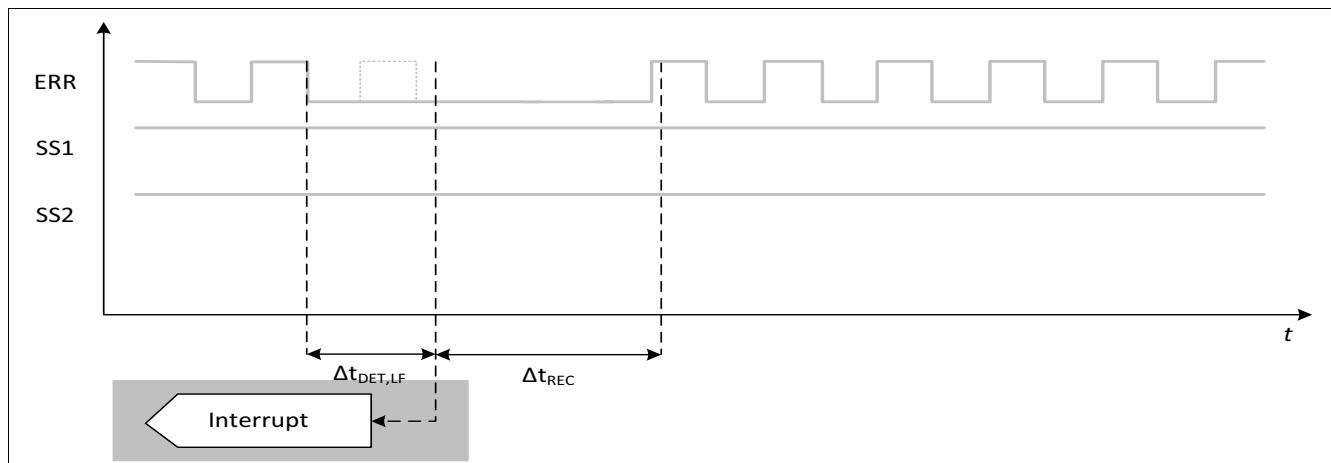 ERR
SS1
SS2
t
Δt_DET,LF
Δt_REC
Interrupt